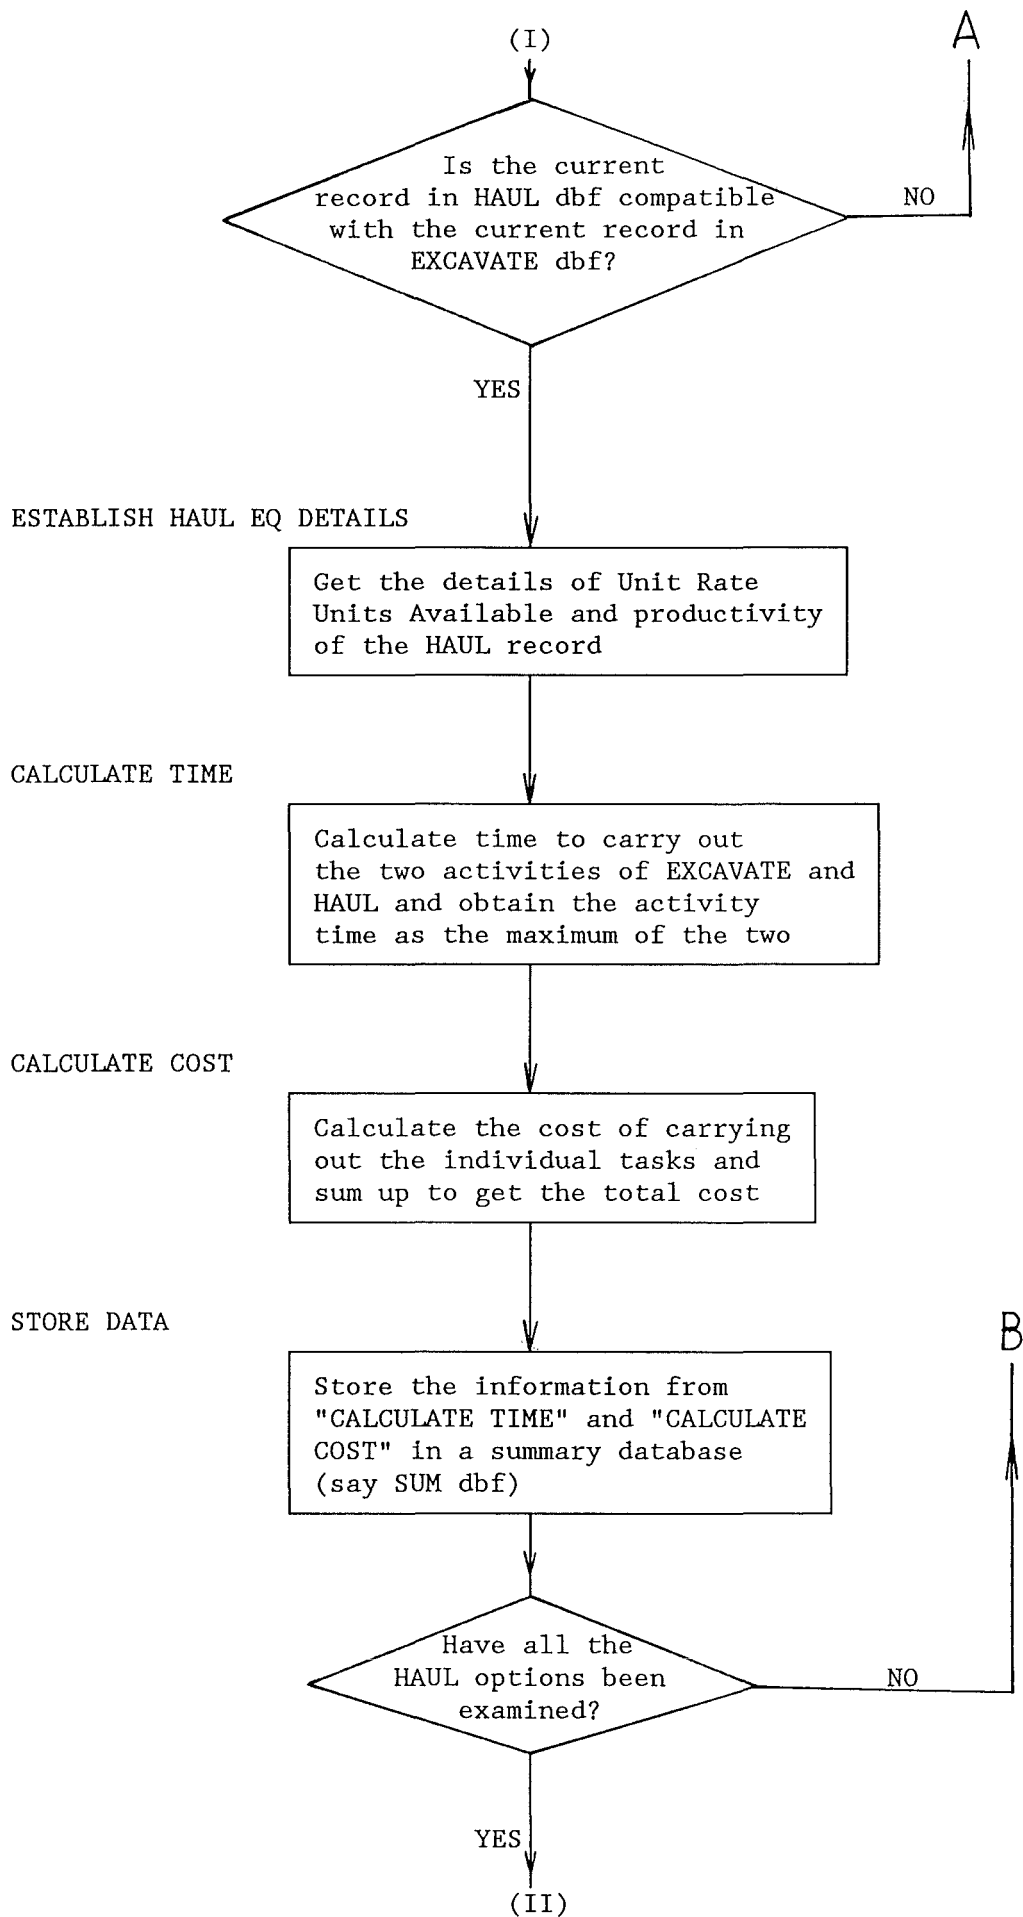 (I)
A
Is the current
record in HAUL dbf compatible
with the current record in
EXCAVATE dbf?
NO
YES
ESTABLISH HAUL EQ DETAILS
Get the details of Unit Rate
Units Available and productivity
of the HAUL record
CALCULATE TIME
Calculate time to carry out
the two activities of EXCAVATE and
HAUL and obtain the activity
time as the maximum of the two
CALCULATE COST
Calculate the cost of carrying
out the individual tasks and
sum up to get the total cost
STORE DATA
B
Store the information from
"CALCULATE TIME" and "CALCULATE
COST" in a summary database
(say SUM dbf)
Have all the
HAUL options been
examined?
NO
YES
(II)